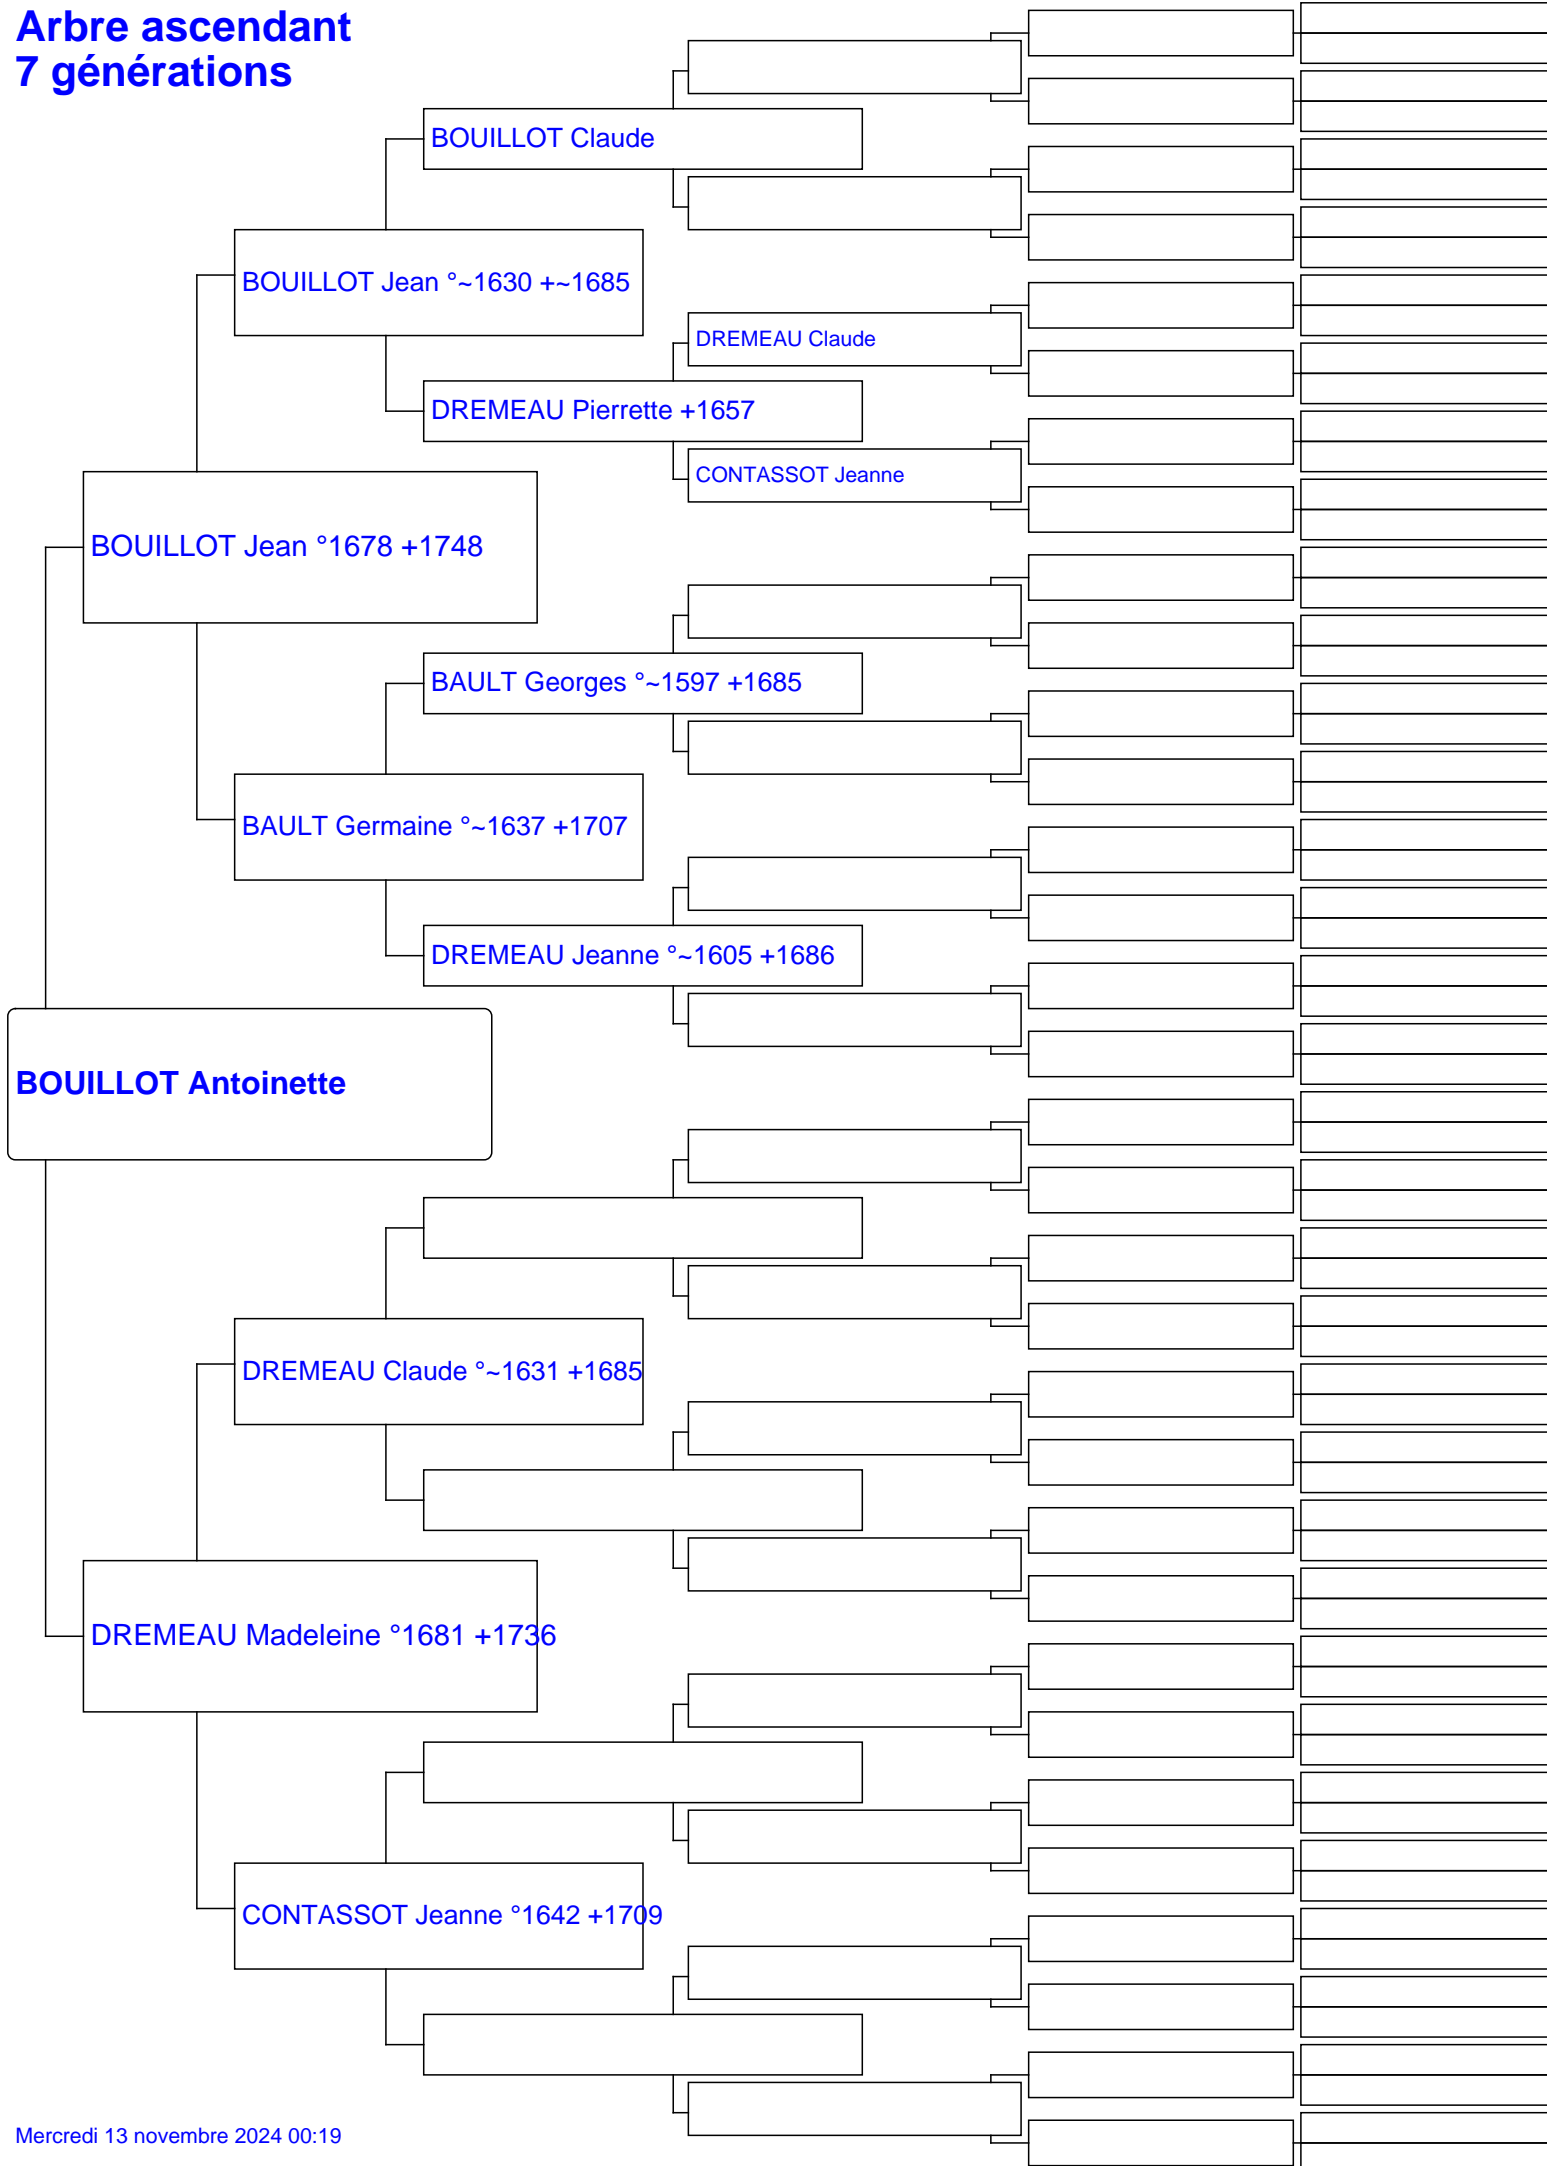 Arbre ascendant
7 générations
BOUILLOT Claude
BOUILLOT Jean °~1630 +~1685
DREMEAU Claude
DREMEAU Pierrette +1657
CONTASSOT Jeanne
BOUILLOT Jean °1678 +1748
BAULT Georges °~1597 +1685
BAULT Germaine °~1637 +1707
DREMEAU Jeanne °~1605 +1686
BOUILLOT Antoinette
DREMEAU Claude °~1631 +1685
DREMEAU Madeleine °1681 +1736
CONTASSOT Jeanne °1642 +1709
Mercredi 13 novembre 2024 00:19